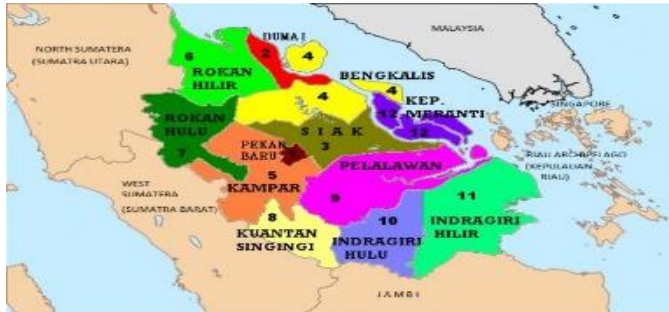 MALAYSIA
NORTH SUMATERA
(SUMATRA UTARA)
DUMAI
2
4
6
ROKAN
HILIR
BENGKALIS
4
4
KEP.
MERANTI
12
12
SINGAPORE
ROKAN
HULU
7
SIAK
3
PEKAN
BARU
PELALAWAN
RIAU ARCHIPELAGO
(KEPULAUAN
RIAU)
5
KAMPAR
WEST
SUMATERA
(SUMATRA BARAT)
9
11
INDRAGIRI
HILIR
8
KUANTAN
SINGINGI
10
INDRAGIRI
HULU
JAMBI